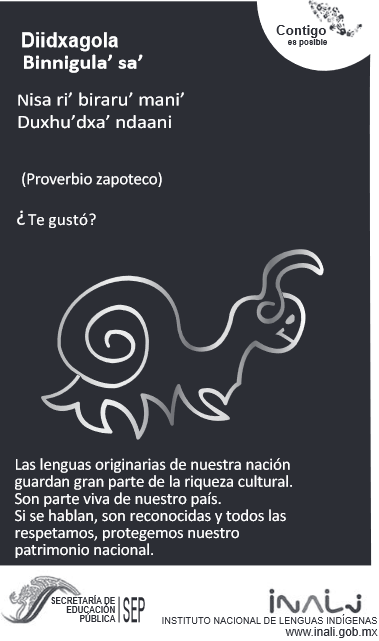 Contigo
es posible
Diidxagola
Binnigula’ sa’
Nisa ri’ biraru’ mani’
Duxhu’dxa’ ndaani
(Proverbio zapoteco)
¿Te gustó?
Las lenguas originarias de nuestra nación
guardan gran parte de la riqueza cultural.
Son parte viva de nuestro país.
Si se hablan, son reconocidas y todos las
respetamos, protegemos nuestro
patrimonio nacional.
SECRETARÍA DE
EDUCACIÓN
PÚBLICA
SEP
INALI
INSTITUTO NACIONAL DE LENGUAS INDÍGENAS
www.inali.gob.mx